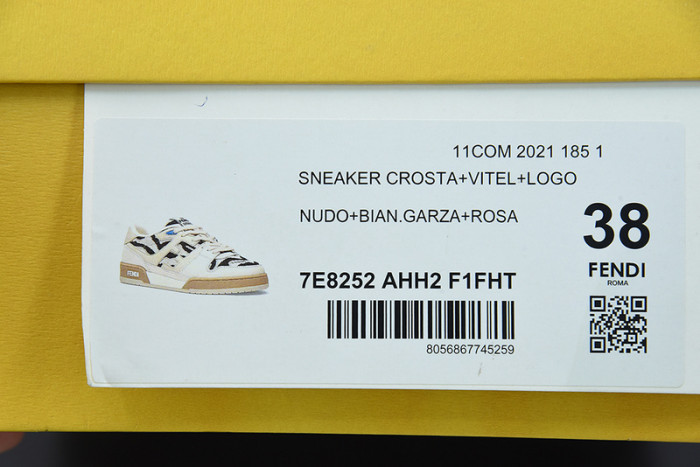 11COM 2021 185 1
SNEAKER CROSTA+VITEL+LOGO
NUDO+BIAN.GARZA+ROSA
38
FENDI
ROMA
7E8252 AHH2 F1FHT
8056867745259
FENDI